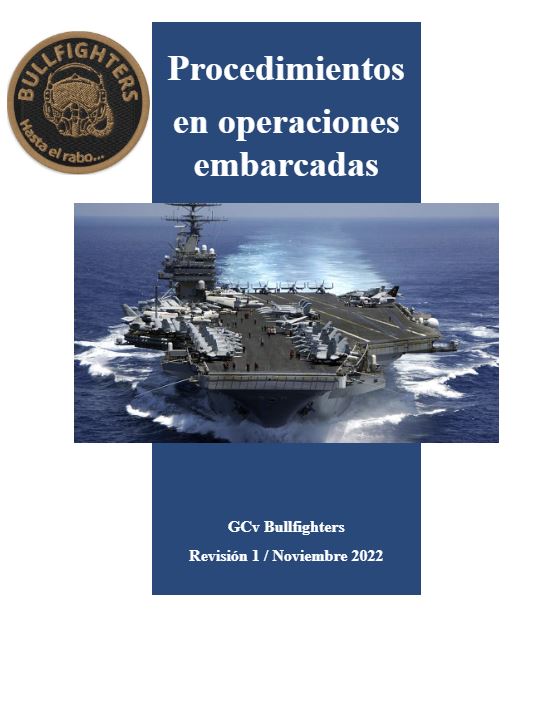 BULLFIGHTERS
Hasta el rabo...
Procedimientos
en operaciones
embarcadas
GCv Bullfighters
Revisión 1 / Noviembre 2022